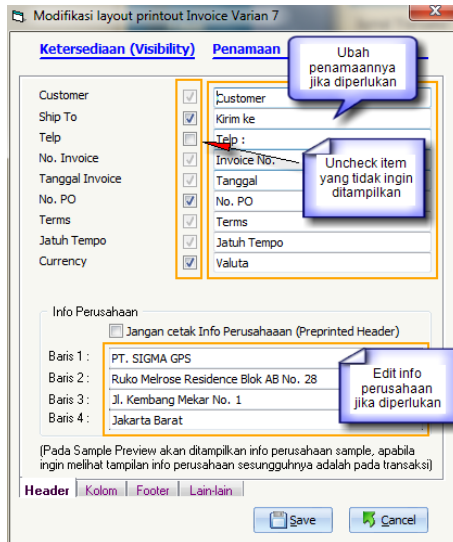 Modifikasi layout printout Invoice Varian 7
Ketersediaan (Visibility) Penamaan
Ubah
penamaannya
jika diperlukan
Customer Customer
Ship To Kirim ke
Telp Telp :
No. Invoice Invoice No.
Tanggal Invoice Tanggal
No. PO No. PO
Terms Terms
Jatuh Tempo Jatuh Tempo
Currency Valuta
Uncheck item
yang tidak ingin
ditampilkan
Info Perusahaan
Jangan cetak Info Perusahaaan (Preprinted Header)
Baris 1 : PT. SIGMA GPS
Baris 2 : Ruko Melrose Residence Blok AB No. 28
Baris 3 : Jl. Kembang Mekar No. 1
Baris 4 : Jakarta Barat
Edit info
perusahaan
jika diperlukan
(Pada Sample Preview akan ditampilkan info perusahaan sample, apabila
ingin melihat tampilan info perusahaan sesungguhnya adalah pada transaksi)
Header Kolom Footer Lain-lain
Save Cancel